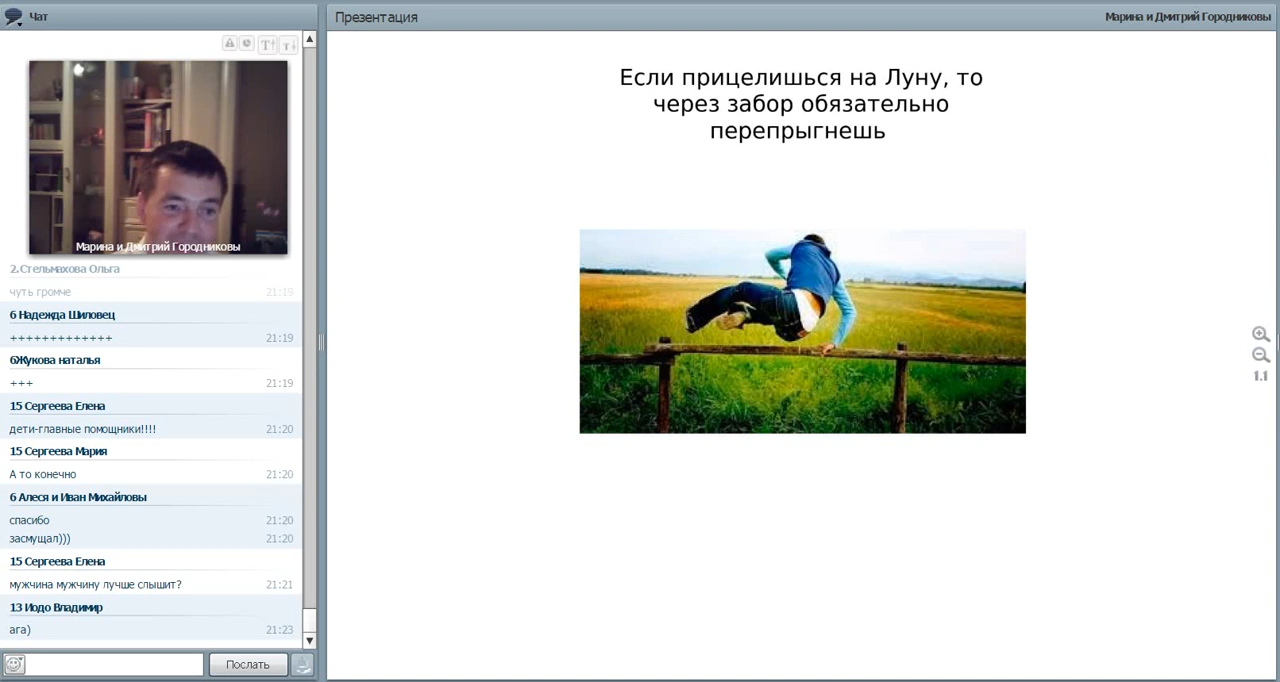 Чат
Марина и Дмитрий Городниковы
2.Стельмахова Ольга
чуть громче 21:19
6 Надежда Шиловец
+++++++++++++ 21:19
6Жукова наталья
+++ 21:19
15 Сергеева Елена
дети-главные помощники!!!! 21:20
15 Сергеева Мария
А то конечно 21:20
6 Алеся и Иван Михайловы
спасибо 21:20
засмущал))) 21:20
15 Сергеева Елена
мужчина мужчину лучше слышит? 21:21
13 Иодо Владимир
ага) 21:23
Послать
Презентация
Марина и Дмитрий Городниковы
Если прицелишься на Луну, то
через забор обязательно
перепрыгнешь
1.1